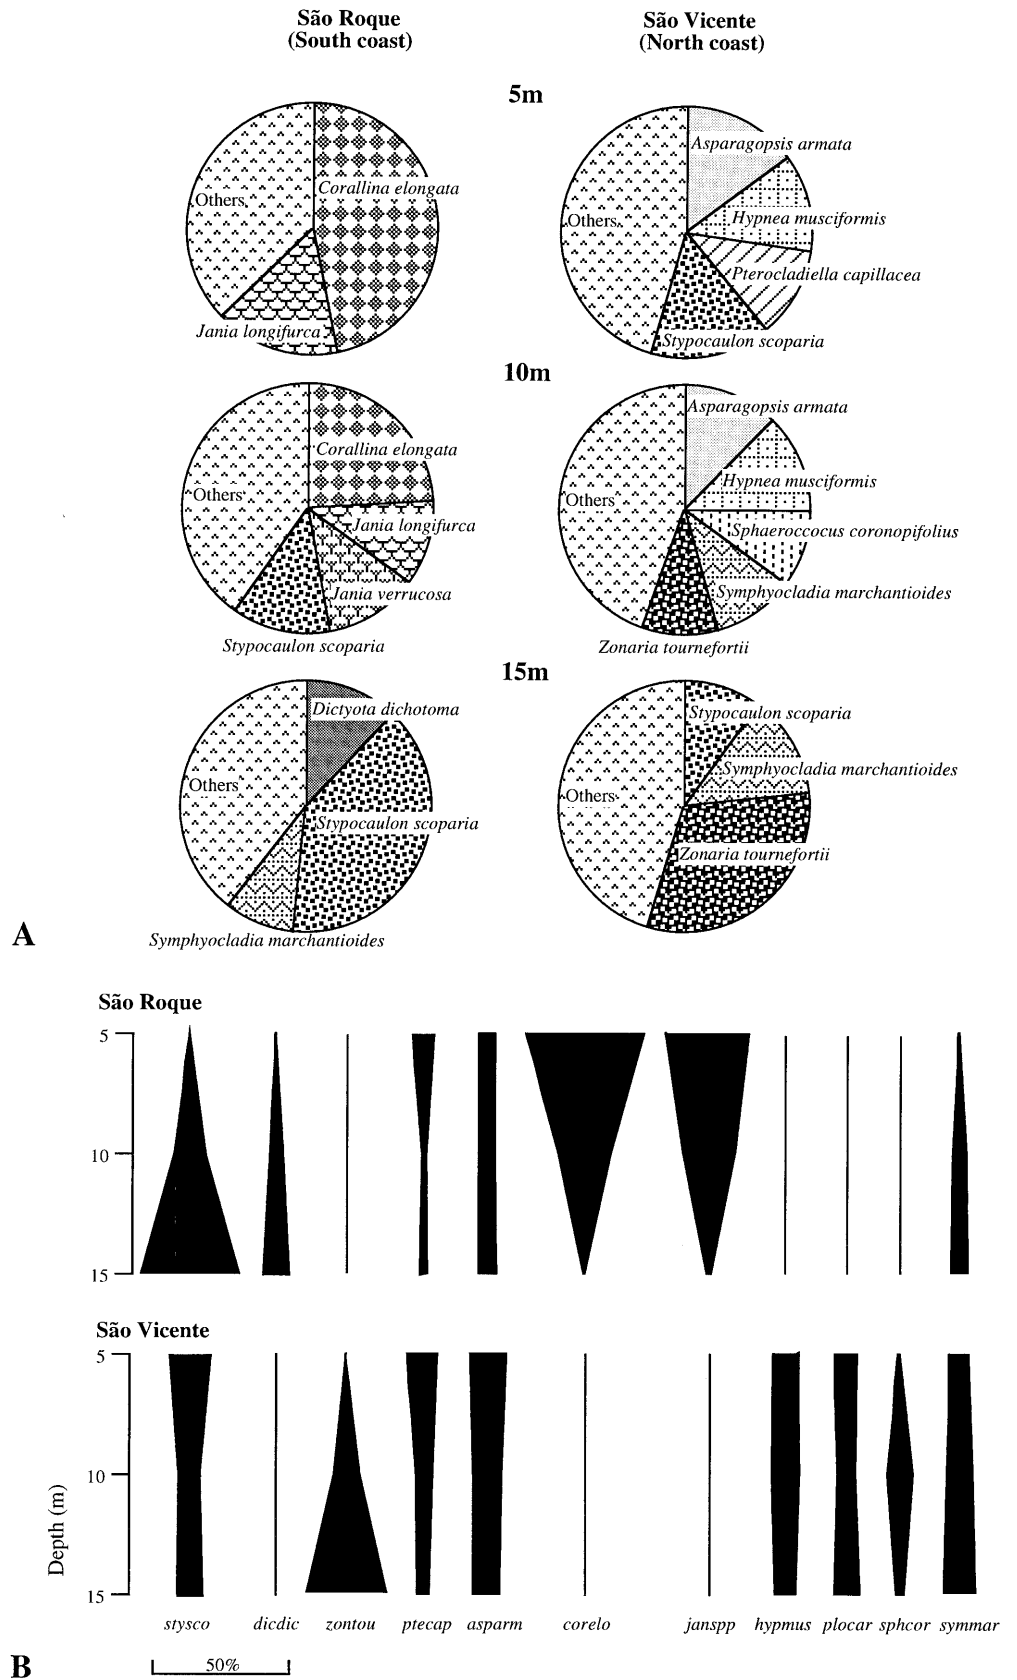 São Roque
(South coast)
São Vicente
(North coast)
5m
Others
Corallina elongata
Jania longifurca
Others
Asparagopsis armata
Hypnea musciformis
Pterocladiella capillacea
Stypocaulon scoparia
10m
Others
Corallina elongata
Jania longifurca
Jania verrucosa
Stypocaulon scoparia
Others
Asparagopsis armata
Hypnea musciformis
Sphaeroccocus coronopifolius
Symphyocladia marchantioides
Zonaria tournefortii
15m
Others
Dictyota dichotoma
Stypocaulon scoparia
Symphyocladia marchantioides
Others
Stypocaulon scoparia
Symphyocladia marchantioides
Zonaria tournefortii
A
São Roque
5
10
15
São Vicente
5
10
15
Depth (m)
stysco dicdic zontou ptecap asparm corelo janspp hypmus plocar sphcor symmar
50%
B